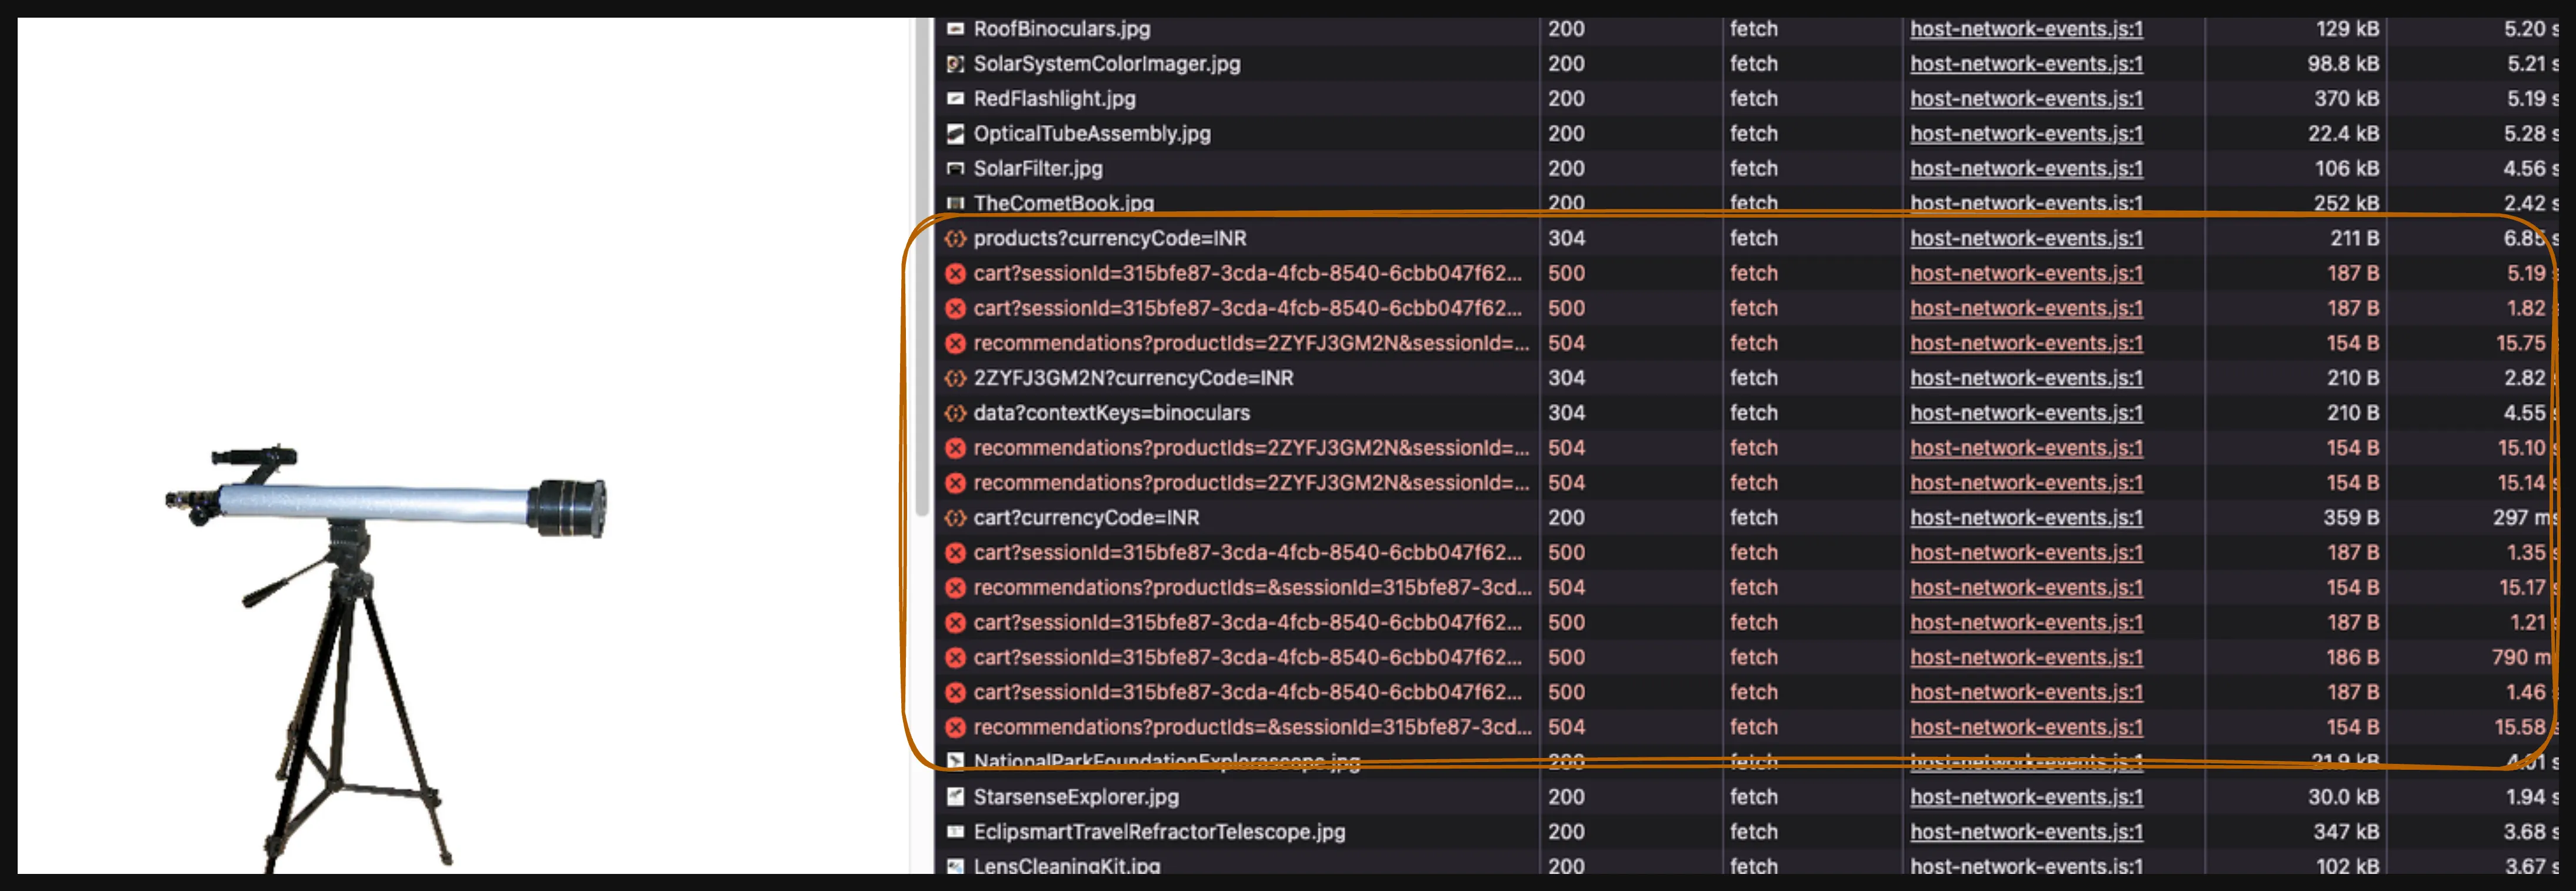 RoofBinoculars.jpg 200 fetch host-network-events.js:1 129 kB 5.20 s
SolarSystemColorImager.jpg 200 fetch host-network-events.js:1 98.8 kB 5.21 s
RedFlashlight.jpg 200 fetch host-network-events.js:1 370 kB 5.19 s
OpticalTubeAssembly.jpg 200 fetch host-network-events.js:1 22.4 kB 5.28 s
SolarFilter.jpg 200 fetch host-network-events.js:1 106 kB 4.56 s
TheCometBook.jpg 200 fetch host-network-events.js:1 252 kB 2.42 s
products?currencyCode=INR 304 fetch host-network-events.js:1 211 B 6.85 s
cart?sessionId=315bfe87-3cda-4fcb-8540-6cbb047f62... 500 fetch host-network-events.js:1 187 B 5.19 s
cart?sessionId=315bfe87-3cda-4fcb-8540-6cbb047f62... 500 fetch host-network-events.js:1 187 B 1.82
recommendations?productIds=2ZYFJ3GM2N&sessionId=... 504 fetch host-network-events.js:1 154 B 15.75
2ZYFJ3GM2N?currencyCode=INR 304 fetch host-network-events.js:1 210 B 2.82
data?contextKeys=binoculars 304 fetch host-network-events.js:1 210 B 4.55
recommendations?productIds=2ZYFJ3GM2N&sessionId=... 504 fetch host-network-events.js:1 154 B 15.10
recommendations?productIds=2ZYFJ3GM2N&sessionId=... 504 fetch host-network-events.js:1 154 B 15.14
cart?currencyCode=INR 200 fetch host-network-events.js:1 359 B 297 ms
cart?sessionId=315bfe87-3cda-4fcb-8540-6cbb047f62... 500 fetch host-network-events.js:1 187 B 1.35
recommendations?productIds=&sessionId=315bfe87-3cd... 504 fetch host-network-events.js:1 154 B 15.17
cart?sessionId=315bfe87-3cda-4fcb-8540-6cbb047f62... 500 fetch host-network-events.js:1 187 B 1.21
cart?sessionId=315bfe87-3cda-4fcb-8540-6cbb047f62... 500 fetch host-network-events.js:1 186 B 790 m
cart?sessionId=315bfe87-3cda-4fcb-8540-6cbb047f62... 500 fetch host-network-events.js:1 187 B 1.46
recommendations?productIds=&sessionId=315bfe87-3cd... 504 fetch host-network-events.js:1 154 B 15.58
NationalParkFoundationExplorascope.jpg 200 fetch host-network-events.js:1 21.9 kB 4.01 s
StarsenseExplorer.jpg 200 fetch host-network-events.js:1 30.0 kB 1.94 s
EclipsmartTravelRefractorTelescope.jpg 200 fetch host-network-events.js:1 347 kB 3.68 s
LensCleaningKit.jpg 200 fetch host-network-events.js:1 102 kB 3.67 s